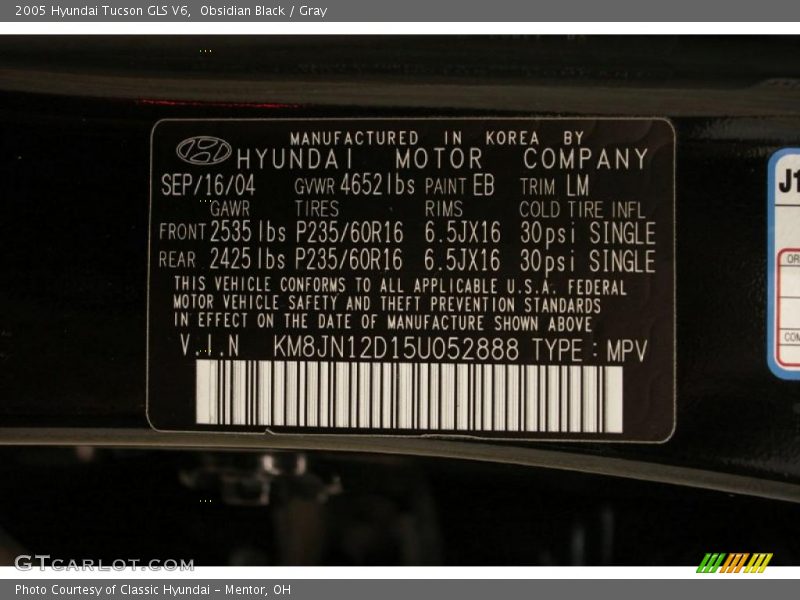 2005 Hyundai Tucson GLS V6, Obsidian Black / Gray
MANUFACTURED IN KOREA BY
HYUNDAI MOTOR COMPANY
SEP/16/04 GVWR 4652lbs PAINT EB TRIM LM
GAWR TIRES RIMS COLD TIRE INFL
FRONT 2535 lbs P235/60R16 6.5JX16 30psi SINGLE
REAR 2425 lbs P235/60R16 6.5JX16 30psi SINGLE
THIS VEHICLE CONFORMS TO ALL APPLICABLE U.S.A. FEDERAL
MOTOR VEHICLE SAFETY AND THEFT PREVENTION STANDARDS
IN EFFECT ON THE DATE OF MANUFACTURE SHOWN ABOVE
V.I.N KM8JN12D15U052888 TYPE : MPV
J1
OR
COM
GTCARLOT.COM
Photo Courtesy of Classic Hyundai - Mentor, OH